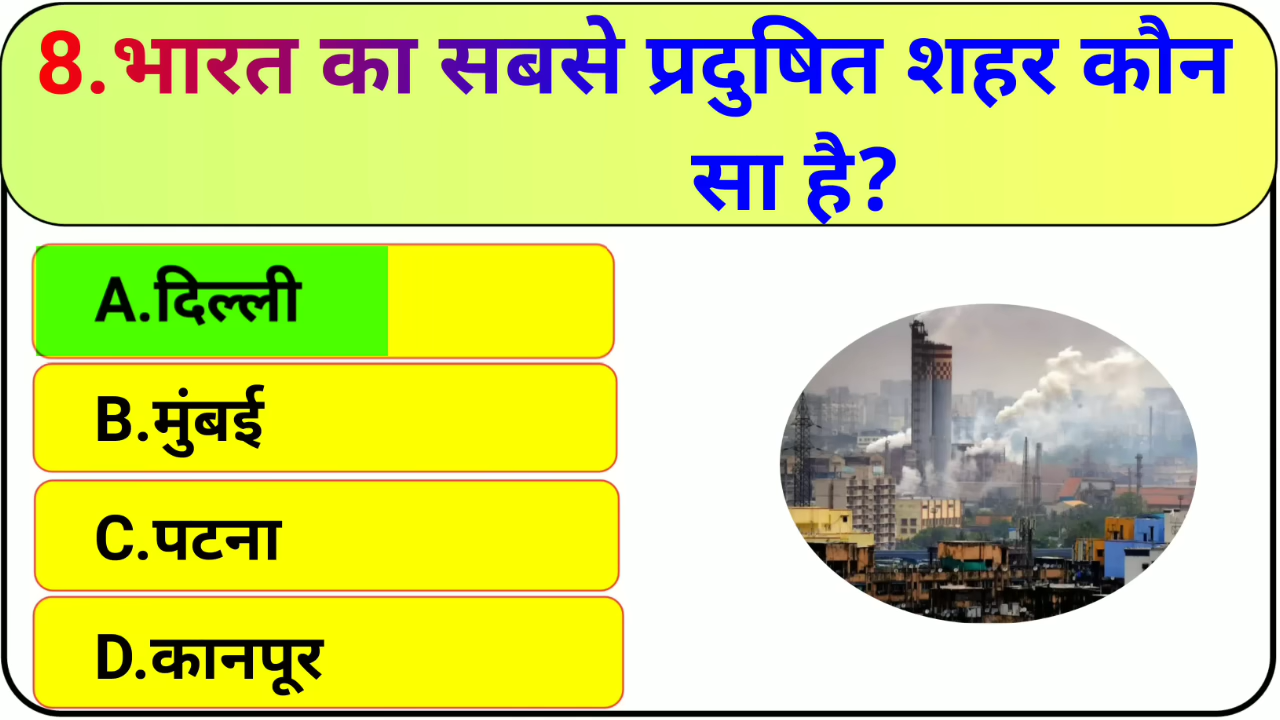 8.भारत का सबसे प्रदुषित शहर कौन
सा है?
A.दिल्ली
B.मुंबई
C.पटना
D.कानपूर